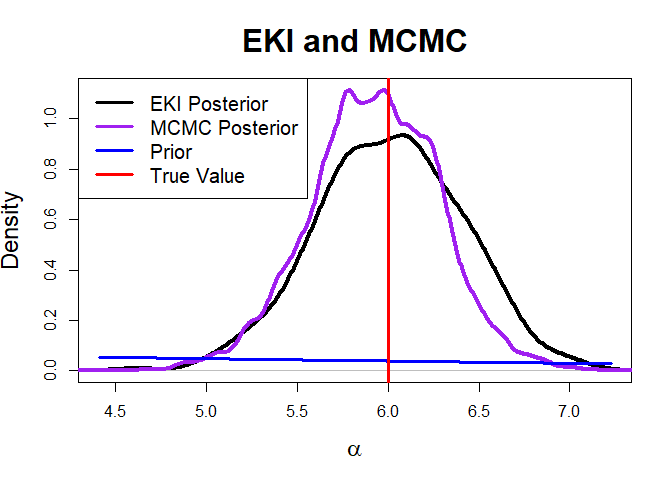 EKI and MCMC
EKI Posterior
MCMC Posterior
Prior
True Value
Density
0.0 0.2 0.4 0.6 0.8 1.0
4.5 5.0 5.5 6.0 6.5 7.0
α